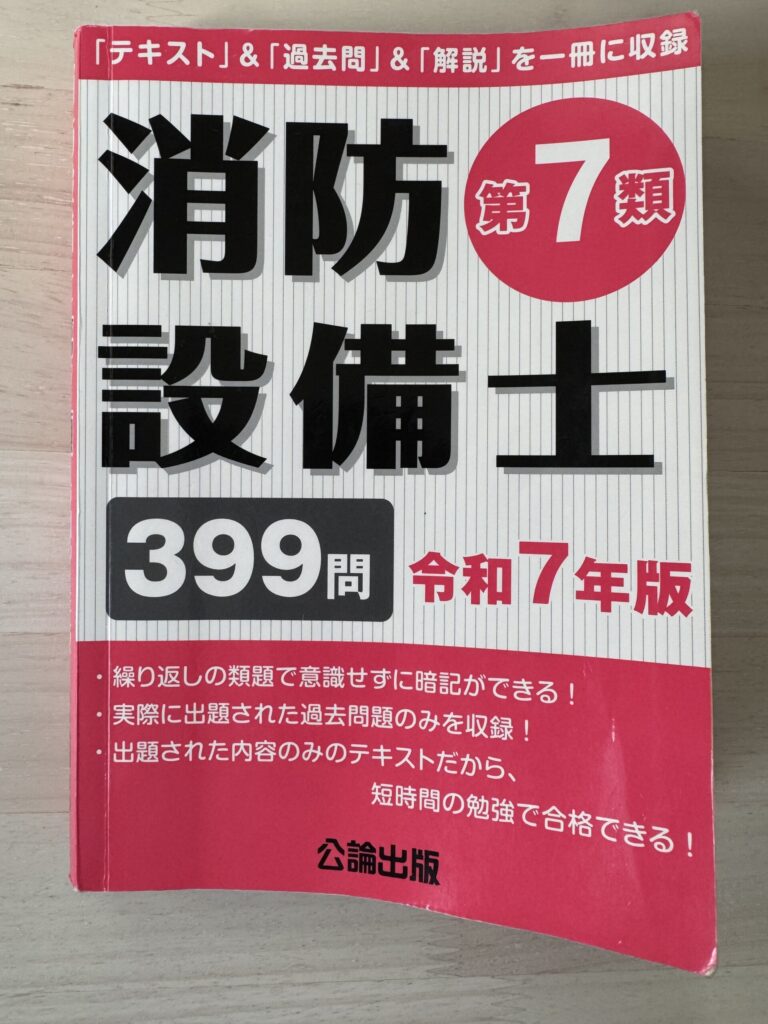 「テキスト」&「過去問」&「解説」を一冊に収録
消防
第7類
設備士
399問
令和7年版
・繰り返しの類題で意識せずに暗記ができる！
・実際に出題された過去問題のみを収録！
・出題された内容のみのテキストだから、
短時間の勉強で合格できる！
公論出版